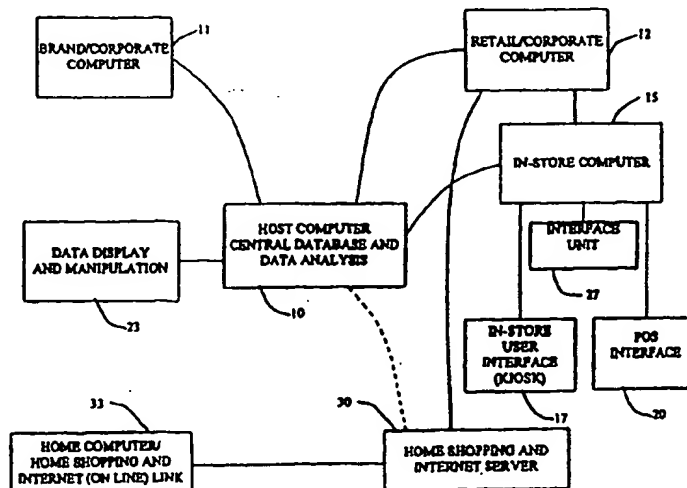 11
BRAND/CORPORATE
COMPUTER
RETAIL/CORPORATE
COMPUTER
12
15
IN-STORE COMPUTER
HOST COMPUTER
CENTRAL DATABASE AND
DATA ANALYSIS
10
DATA DISPLAY
AND MANIPULATION
23
INTERFACE
UNIT
27
IN-STORE
USER
INTERFACE
(KIOSK)
17
POS
INTERFACE
20
33
HOME COMPUTER/
HOME SHOPPING AND
INTERNET (ON LINE) LINK
30
HOME SHOPPING AND
INTERNET SERVER